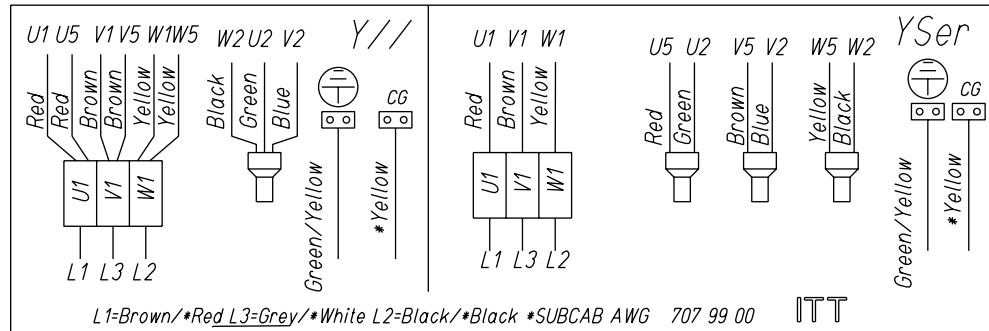 U1 U5 V1 V5 W1 W5 W2 U2 V2 Y//
Red Red Brown Brown Yellow Yellow Black Green Blue
CG
U1 V1 W1
Green/Yellow *Yellow
L1 L3 L2
U1 V1 W1 U5 U2 V5 V2 W5 W2 YSer
CG
Red Brown Yellow Red Green Brown Blue Yellow Black
U1 V1 W1
Green/Yellow *Yellow
L1 L3 L2
L1=Brown/*Red L3=Grey/*White L2=Black/*Black *SUBCAB AWG 707 99 00 ITT